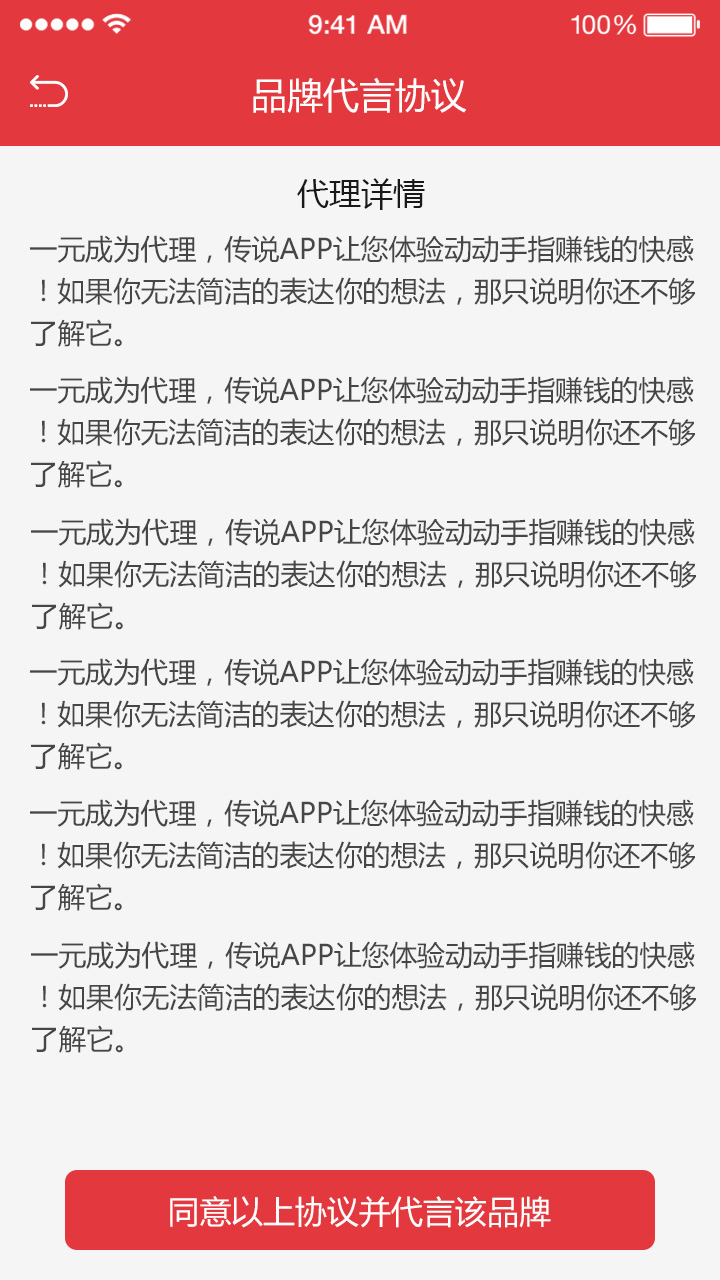 9:41 AM
100%
品牌代言协议
代理详情
一元成为代理，传说APP让您体验动动手指赚钱的快感
！如果你无法简洁的表达你的想法，那只说明你还不够
了解它。
一元成为代理，传说APP让您体验动动手指赚钱的快感
！如果你无法简洁的表达你的想法，那只说明你还不够
了解它。
一元成为代理，传说APP让您体验动动手指赚钱的快感
！如果你无法简洁的表达你的想法，那只说明你还不够
了解它。
一元成为代理，传说APP让您体验动动手指赚钱的快感
！如果你无法简洁的表达你的想法，那只说明你还不够
了解它。
一元成为代理，传说APP让您体验动动手指赚钱的快感
！如果你无法简洁的表达你的想法，那只说明你还不够
了解它。
一元成为代理，传说APP让您体验动动手指赚钱的快感
！如果你无法简洁的表达你的想法，那只说明你还不够
了解它。
同意以上协议并代言该品牌